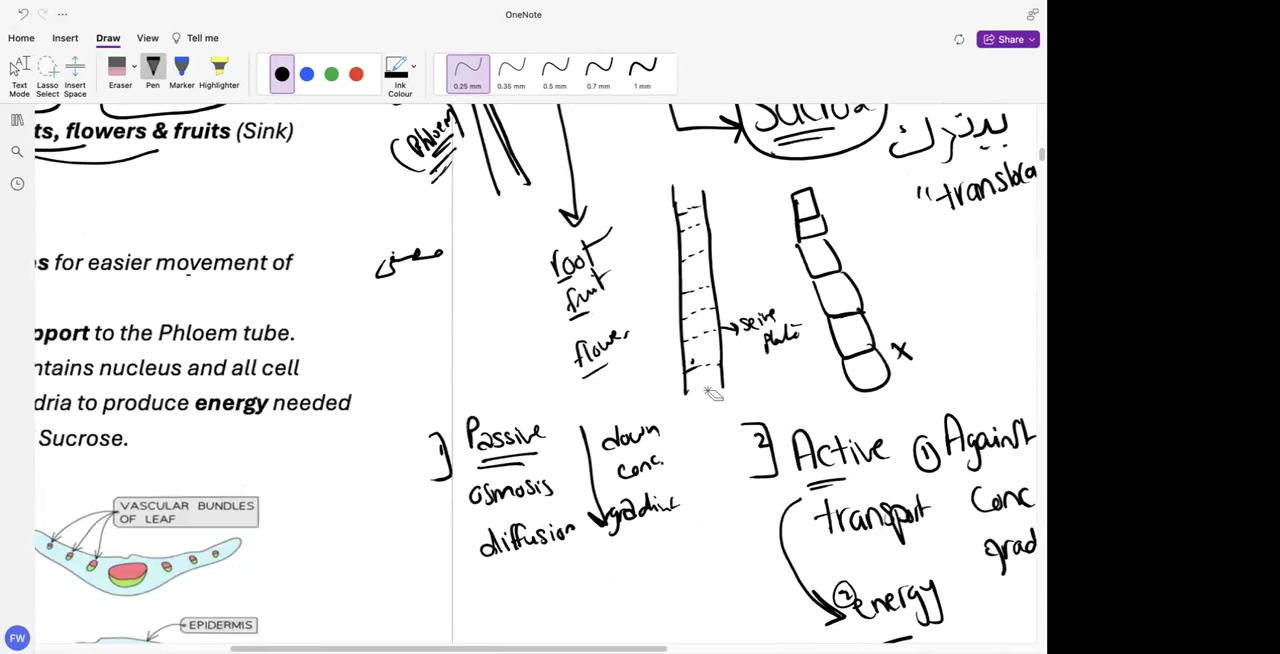 OneNote
Home Insert Draw View Tell me
Share
Text Mode
Lasso Select
Insert Space
Eraser
Pen
Marker
Highlighter
Ink Colour
0.25 mm
0.35 mm
0.5 mm
0.7 mm
1 mm
ts, flowers & fruits (Sink)
es for easier movement of
pport to the Phloem tube.
ntains nucleus and all cell
dria to produce energy needed
f Sucrose.
VASCULAR BUNDLES
OF LEAF
EPIDERMIS
FW
(Phloem
root
fruit
flower
seive
plate
x
بيتحرك
"transloca
1] Passive
osmosis
diffusion
down
conc.
gradint
2] Active
transport
② energy
① Against
Conc
grad